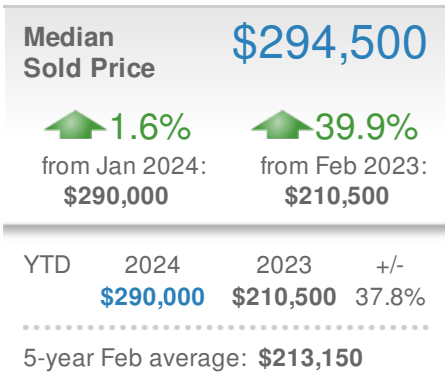 Median $294,500
Sold Price
1.6% 39.9%
from Jan 2024: from Feb 2023:
$290,000 $210,500
YTD 2024 2023 +/-
$290,000 $210,500 37.8%
5-year Feb average: $213,150